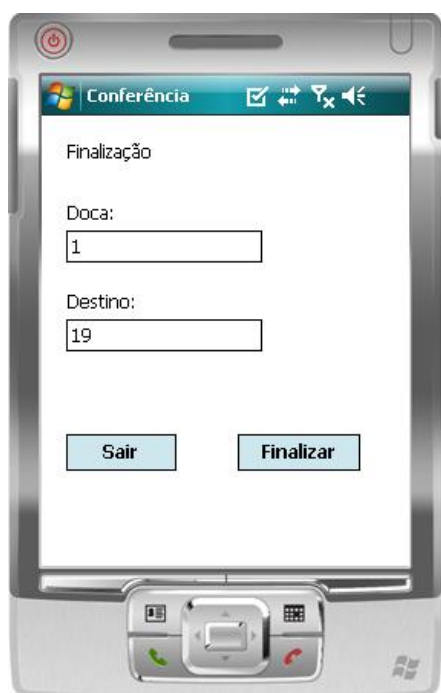 Conferência
Finalização
Doca:
1
Destino:
19
Sair Finalizar